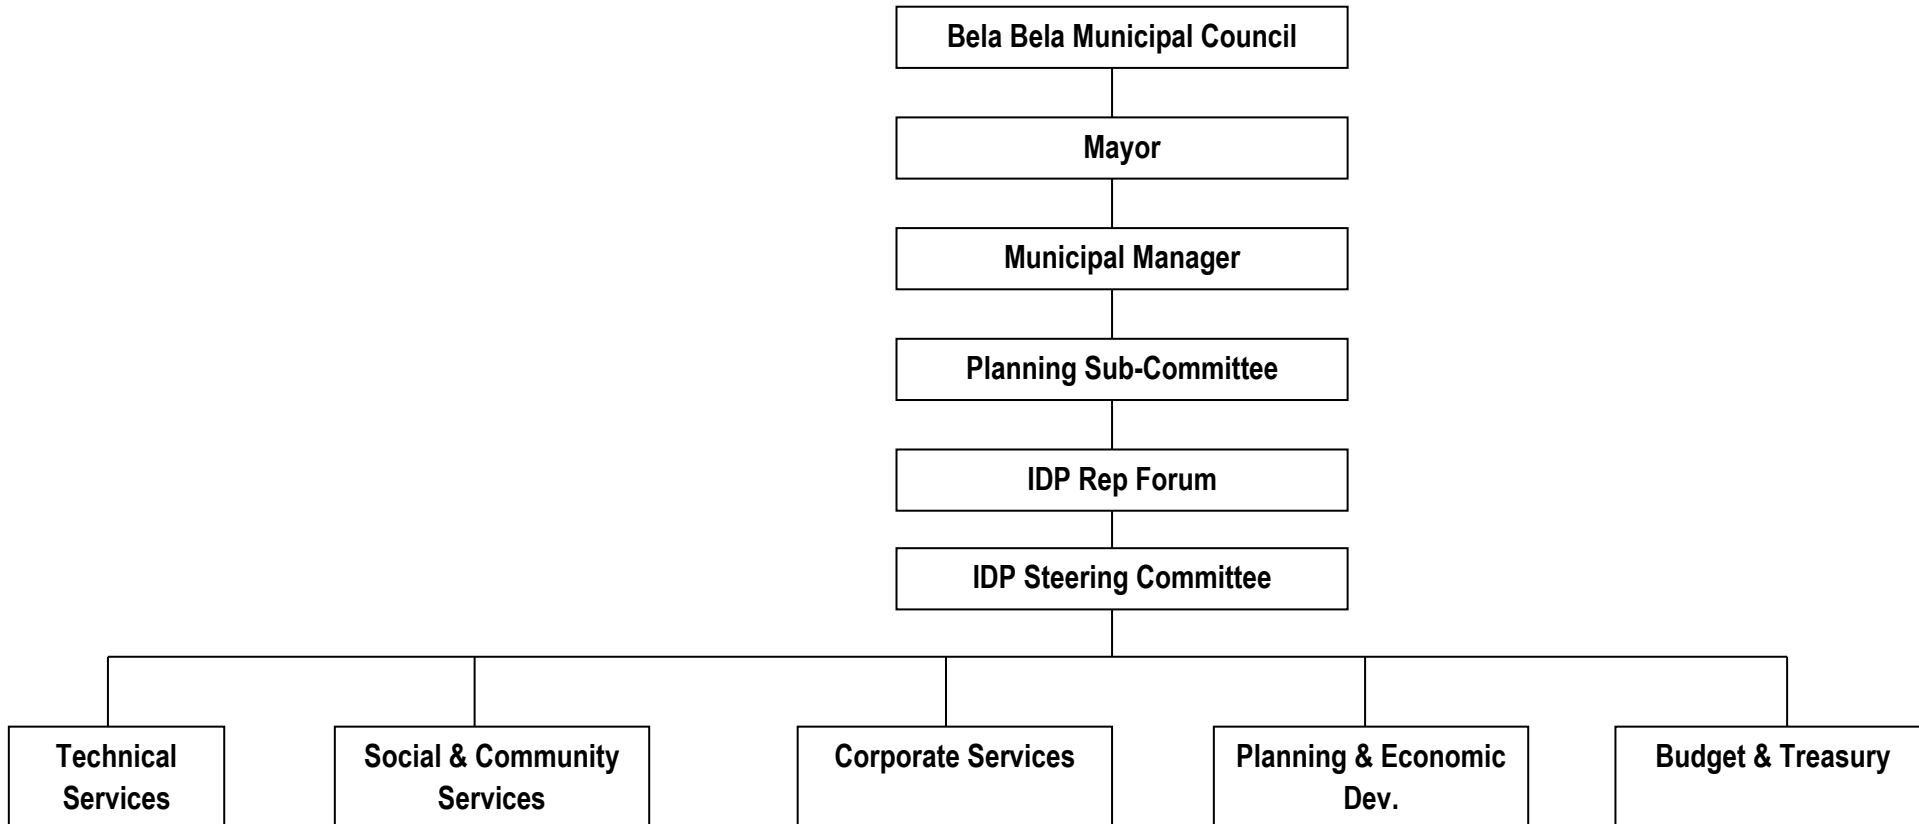 Bela Bela Municipal Council
Mayor
Municipal Manager
Planning Sub-Committee
IDP Rep Forum
IDP Steering Committee
Technical
Services
Social & Community
Services
Corporate Services
Planning & Economic
Dev.
Budget & Treasury